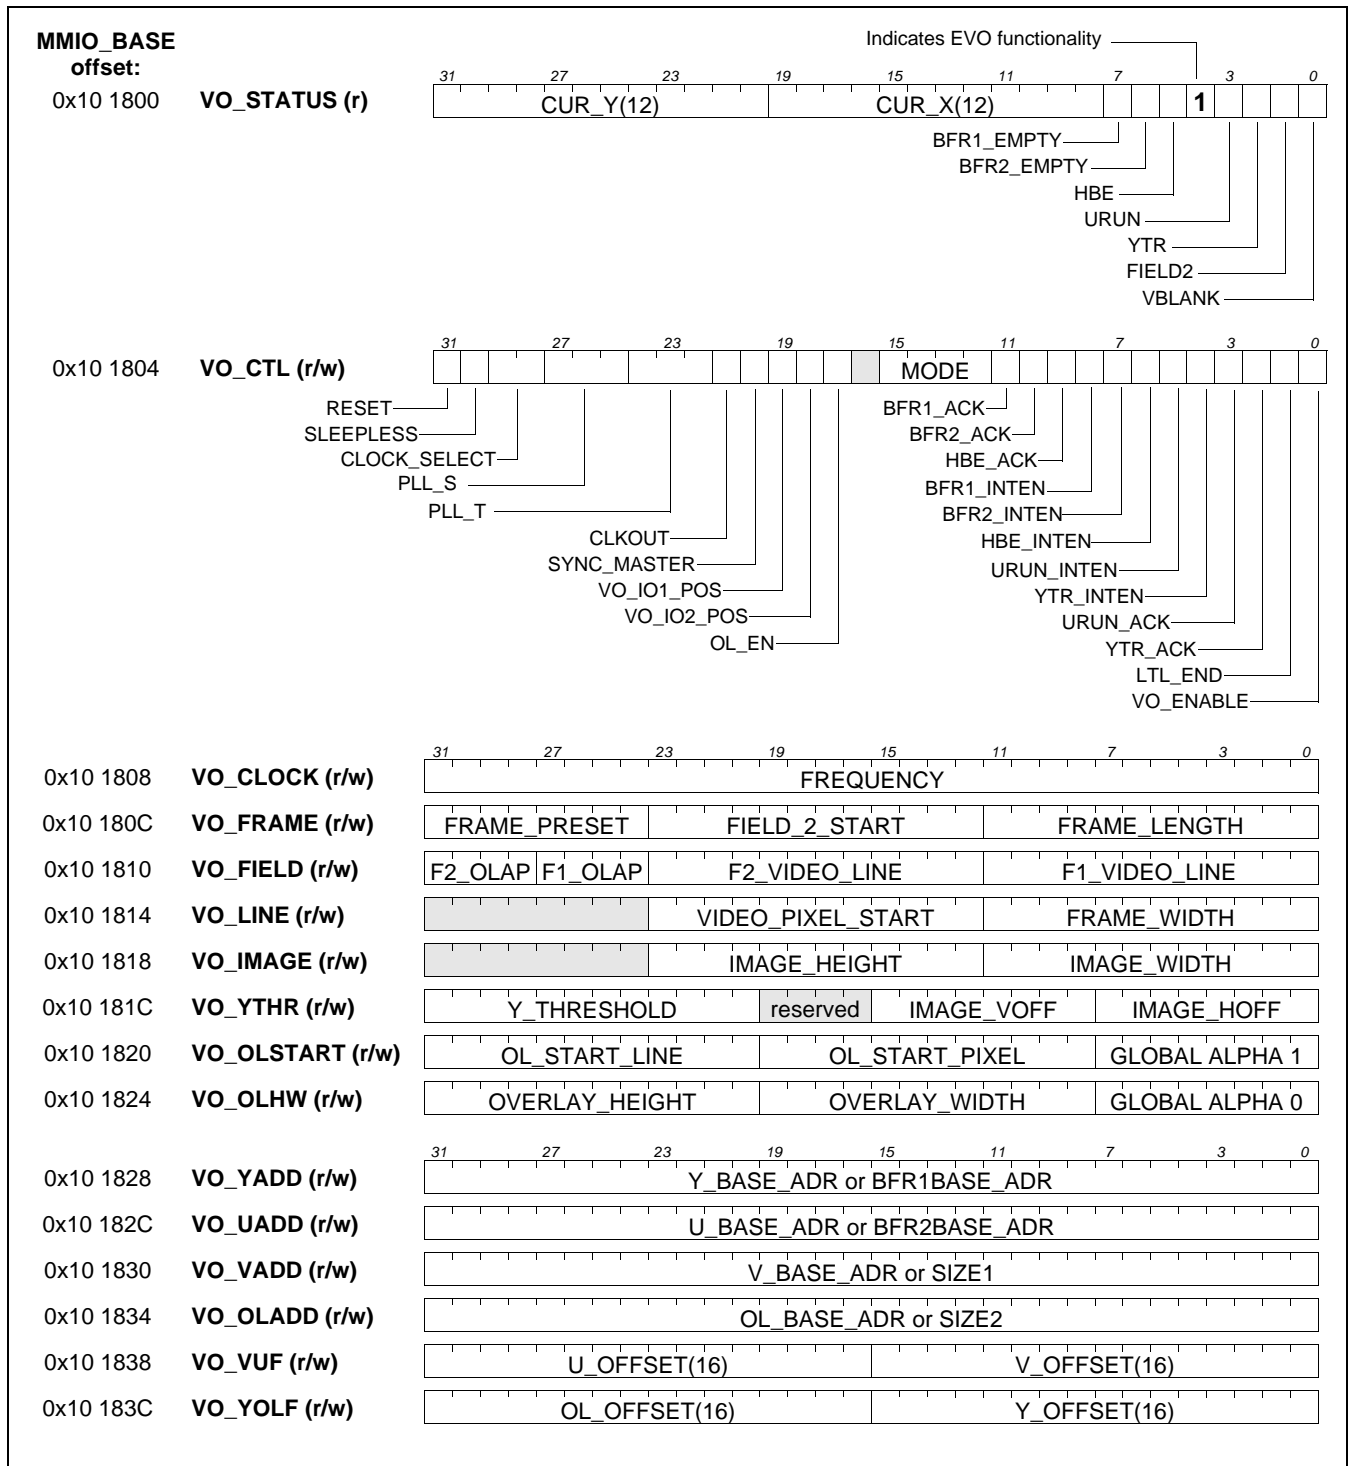 MMIO_BASE
offset:
Indicates EVO functionality
31 27 23 19 15 11 7 3 0
0x10 1800 VO_STATUS (r) CUR_Y(12) CUR_X(12) 1
BFR1_EMPTY
BFR2_EMPTY
HBE
URUN
YTR
FIELD2
VBLANK
31 27 23 19 15 11 7 3 0
0x10 1804 VO_CTL (r/w) MODE
RESET
SLEEPLESS
CLOCK_SELECT
PLL_S
PLL_T
CLKOUT
SYNC_MASTER
VO_IO1_POS
VO_IO2_POS
OL_EN
BFR1_ACK
BFR2_ACK
HBE_ACK
BFR1_INTEN
BFR2_INTEN
HBE_INTEN
URUN_INTEN
YTR_INTEN
URUN_ACK
YTR_ACK
LTL_END
VO_ENABLE
31 27 23 19 15 11 7 3 0
0x10 1808 VO_CLOCK (r/w) FREQUENCY
0x10 180C VO_FRAME (r/w) FRAME_PRESET FIELD_2_START FRAME_LENGTH
0x10 1810 VO_FIELD (r/w) F2_OLAP F1_OLAP F2_VIDEO_LINE F1_VIDEO_LINE
0x10 1814 VO_LINE (r/w) VIDEO_PIXEL_START FRAME_WIDTH
0x10 1818 VO_IMAGE (r/w) IMAGE_HEIGHT IMAGE_WIDTH
0x10 181C VO_YTHR (r/w) Y_THRESHOLD reserved IMAGE_VOFF IMAGE_HOFF
0x10 1820 VO_OLSTART (r/w) OL_START_LINE OL_START_PIXEL GLOBAL ALPHA 1
0x10 1824 VO_OLHW (r/w) OVERLAY_HEIGHT OVERLAY_WIDTH GLOBAL ALPHA 0
31 27 23 19 15 11 7 3 0
0x10 1828 VO_YADD (r/w) Y_BASE_ADR or BFR1BASE_ADR
0x10 182C VO_UADD (r/w) U_BASE_ADR or BFR2BASE_ADR
0x10 1830 VO_VADD (r/w) V_BASE_ADR or SIZE1
0x10 1834 VO_OLADD (r/w) OL_BASE_ADR or SIZE2
0x10 1838 VO_VUF (r/w) U_OFFSET(16) V_OFFSET(16)
0x10 183C VO_YOLF (r/w) OL_OFFSET(16) Y_OFFSET(16)